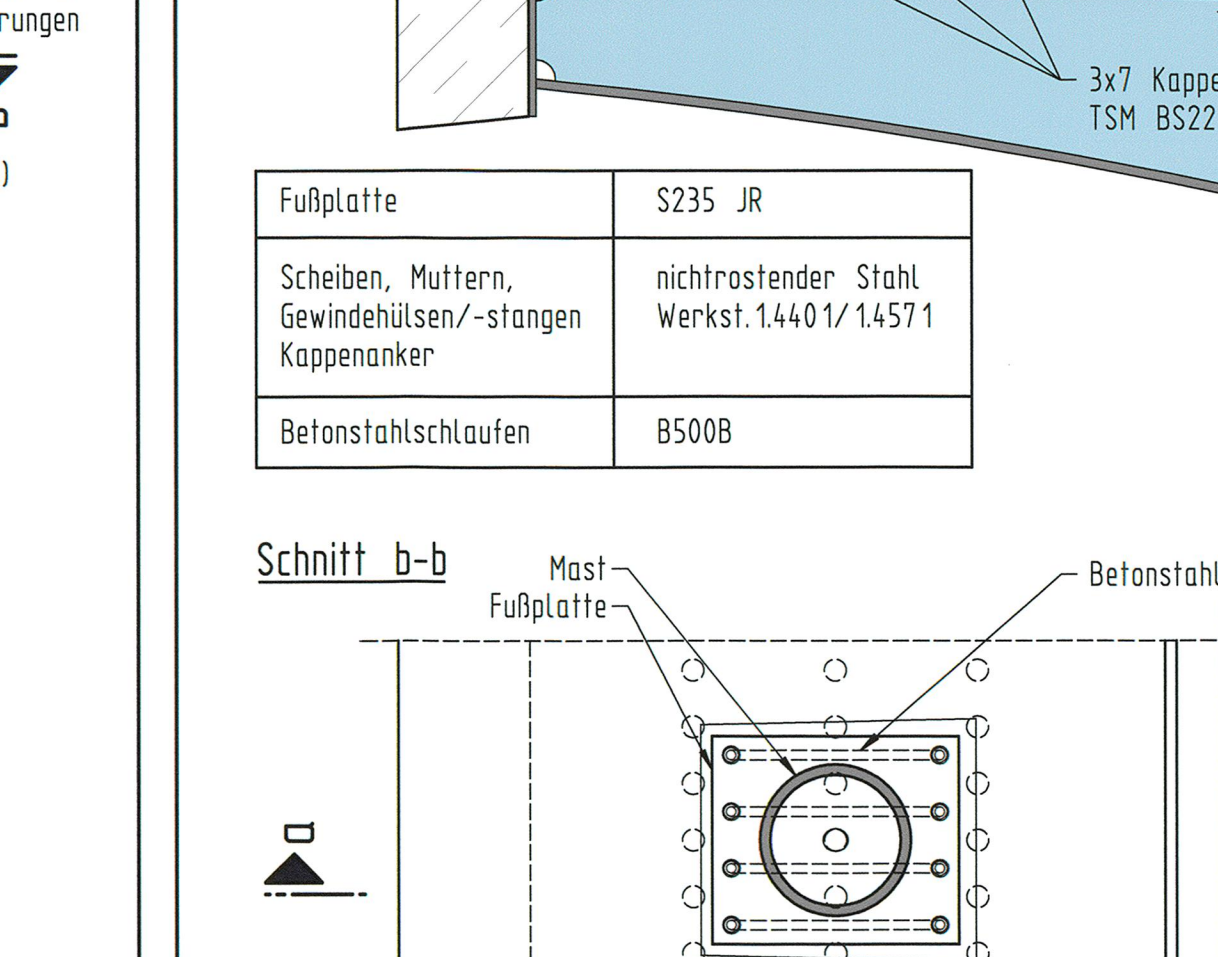 rungen
3x7 Kappe
TSM BS22
)
Fußplatte
S235 JR
Scheiben, Muttern,
Gewindehülsen/-stangen
Kappenanker
nichtrostender Stahl
Werkst.1.4401/1.4571
Betonstahlschlaufen
B500B
Schnitt b-b
Mast
Fußplatte
Betonstahl
a